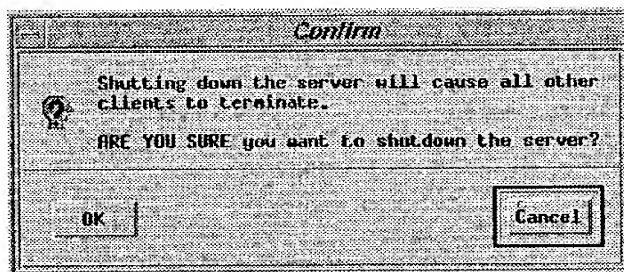 Confirm
Shutting down the server will cause all other
clients to terminate.
ARE YOU SURE you want to shutdown the server?
OK
Cancel